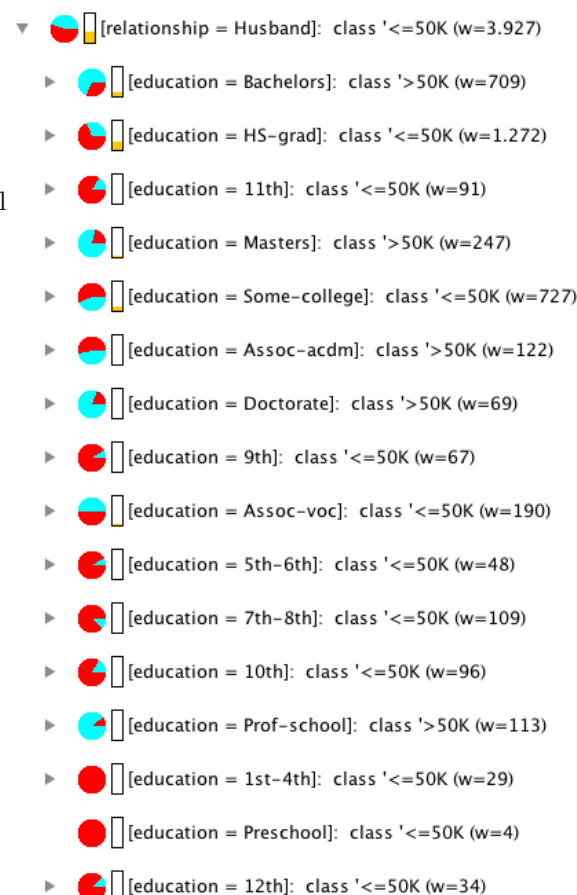 [relationship = Husband]: class '<=50K (w=3.927)
[education = Bachelors]: class '>50K (w=709)
[education = HS-grad]: class '<=50K (w=1.272)
[education = 11th]: class '<=50K (w=91)
l
[education = Masters]: class '>50K (w=247)
[education = Some-college]: class '<=50K (w=727)
[education = Assoc-acdm]: class '>50K (w=122)
[education = Doctorate]: class '>50K (w=69)
[education = 9th]: class '<=50K (w=67)
[education = Assoc-voc]: class '<=50K (w=190)
[education = 5th-6th]: class '<=50K (w=48)
[education = 7th-8th]: class '<=50K (w=109)
[education = 10th]: class '<=50K (w=96)
[education = Prof-school]: class '>50K (w=113)
[education = 1st-4th]: class '<=50K (w=29)
[education = Preschool]: class '<=50K (w=4)
[education = 12th]: class '<=50K (w=34)